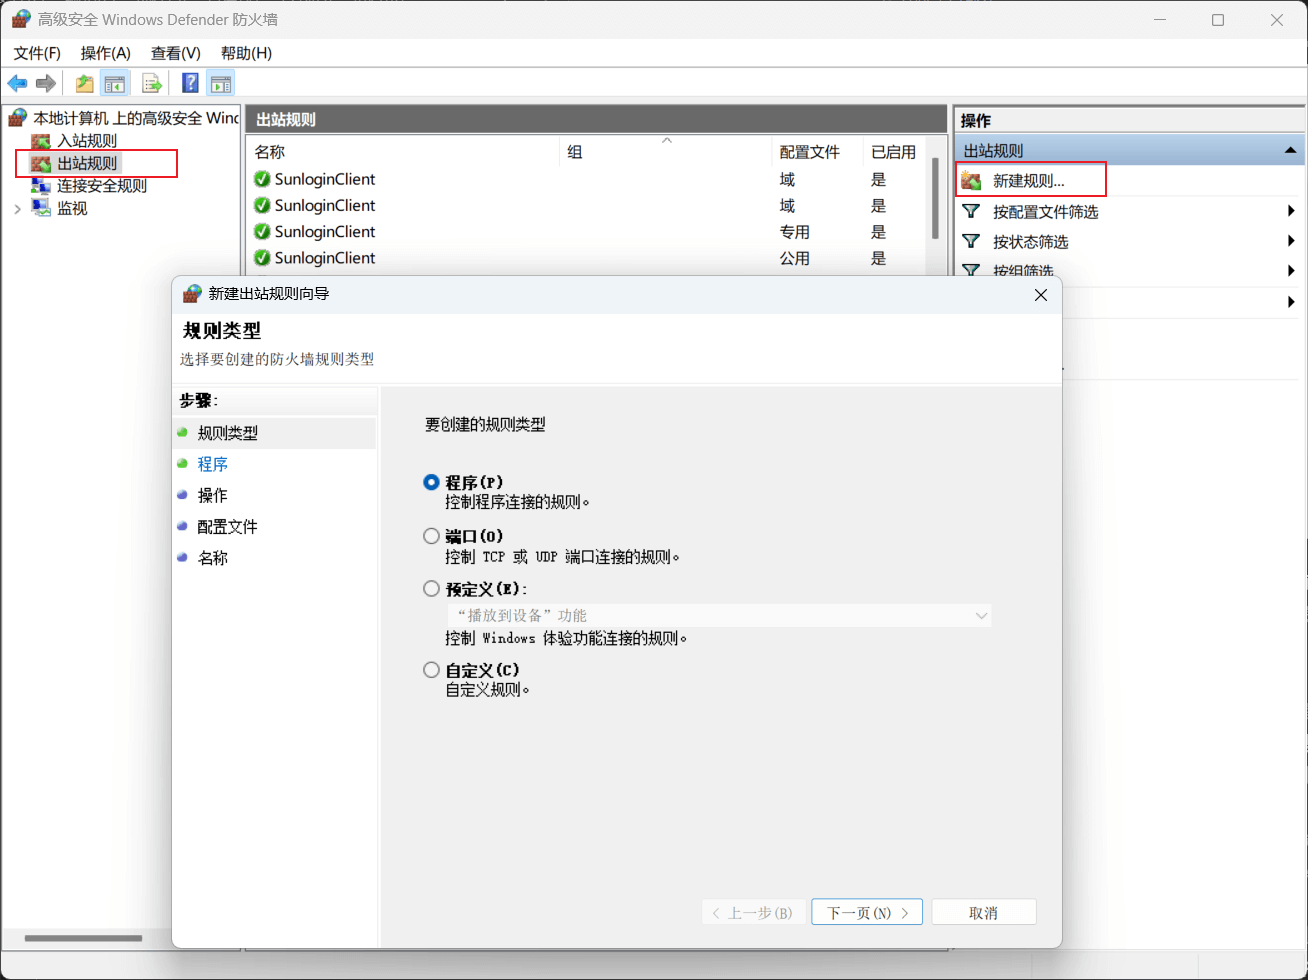 高级安全 Windows Defender 防火墙
文件(F) 操作(A) 查看(V) 帮助(H)
本地计算机 上的高级安全 Wind
入站规则
出站规则
连接安全规则
监视
出站规则
名称 组 配置文件 已启用
SunloginClient 域 是
SunloginClient 域 是
SunloginClient 专用 是
SunloginClient 公用 是
操作
出站规则
新建规则...
按配置文件筛选
按状态筛选
按组筛选
新建出站规则向导
规则类型
选择要创建的防火墙规则类型
步骤:
规则类型
程序
操作
配置文件
名称
要创建的规则类型
程序(P)
控制程序连接的规则。
端口(O)
控制 TCP 或 UDP 端口连接的规则。
预定义(E):
“播放到设备”功能
控制 Windows 体验功能连接的规则。
自定义(C)
自定义规则。
< 上一步(B) 下一页(N) > 取消